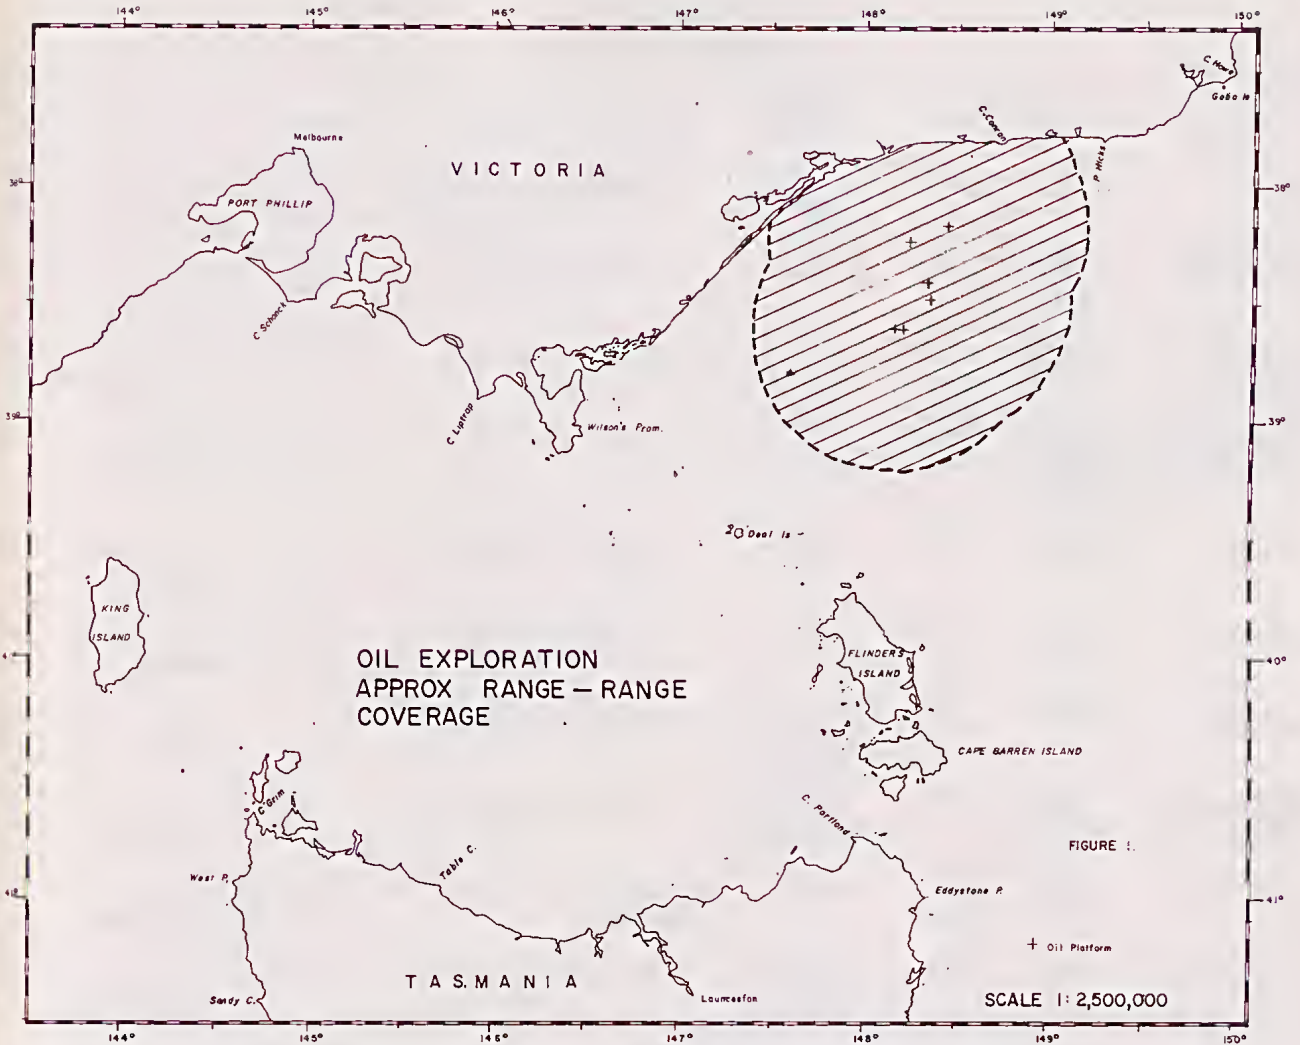 144° 145° 146° 147° 148° 149° 150°
C. Howe
Gabo Is
C. Conran
P. Hicks
Melbourne
VICTORIA
38° 38°
PORT PHILLIP
C Schanck
39° 39°
C Liptrap
Wilson's Prom.
Deal Is
KING
ISLAND
OIL EXPLORATION
APPROX RANGE – RANGE
COVERAGE
FLINDERS
ISLAND
40°
CAPE BARREN ISLAND
C Grim
C. Portland
FIGURE 1.
Table C.
West P.
Eddystone P.
41° 41°
+ Oil Platform
TASMANIA
Sandy C.
Launceston
SCALE 1: 2,500,000
144° 145° 146° 147° 148° 149° 150°